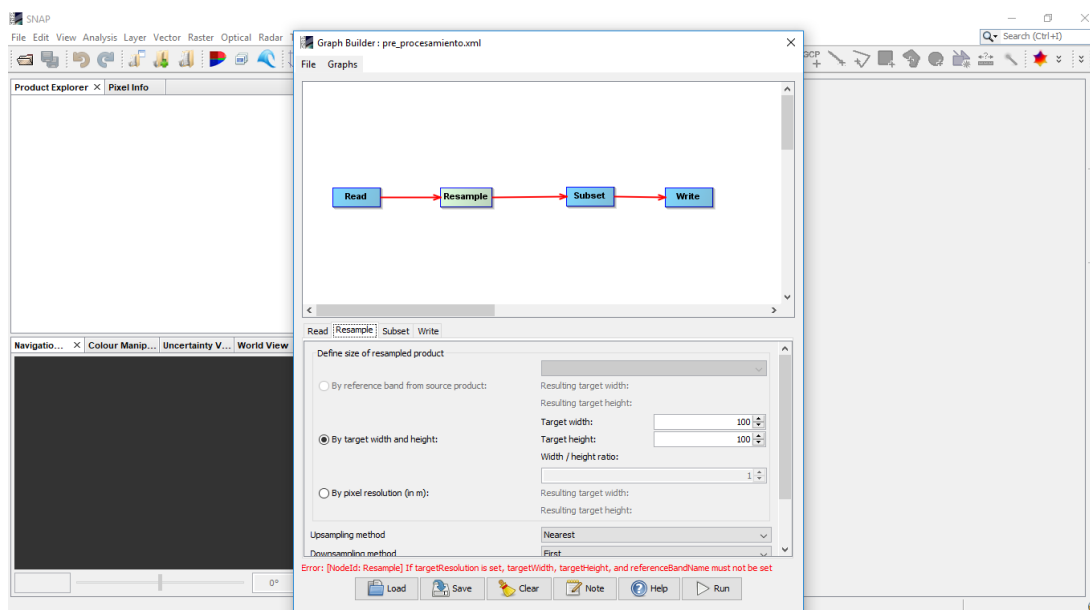 SNAP
File Edit View Analysis Layer Vector Raster Optical Radar
Search (Ctrl+I)
GCP
Product Explorer × Pixel Info
Graph Builder : pre_procesamiento.xml
File Graphs
Read Resample Subset Write
Read Resample Subset Write
Define size of resampled product
By reference band from source product:
Resulting target width:
Resulting target height:
By target width and height:
Target width: 100
Target height: 100
Width / height ratio:
1
By pixel resolution (in m):
Resulting target width:
Resulting target height:
Upsampling method Nearest
Downsampling method First
Error: [NodeId: Resample] If targetResolution is set, targetWidth, targetHeight, and referenceBandName must not be set
Load Save Clear Note Help Run
Navigatio... × Colour Manip... Uncertainty V... World View
0°